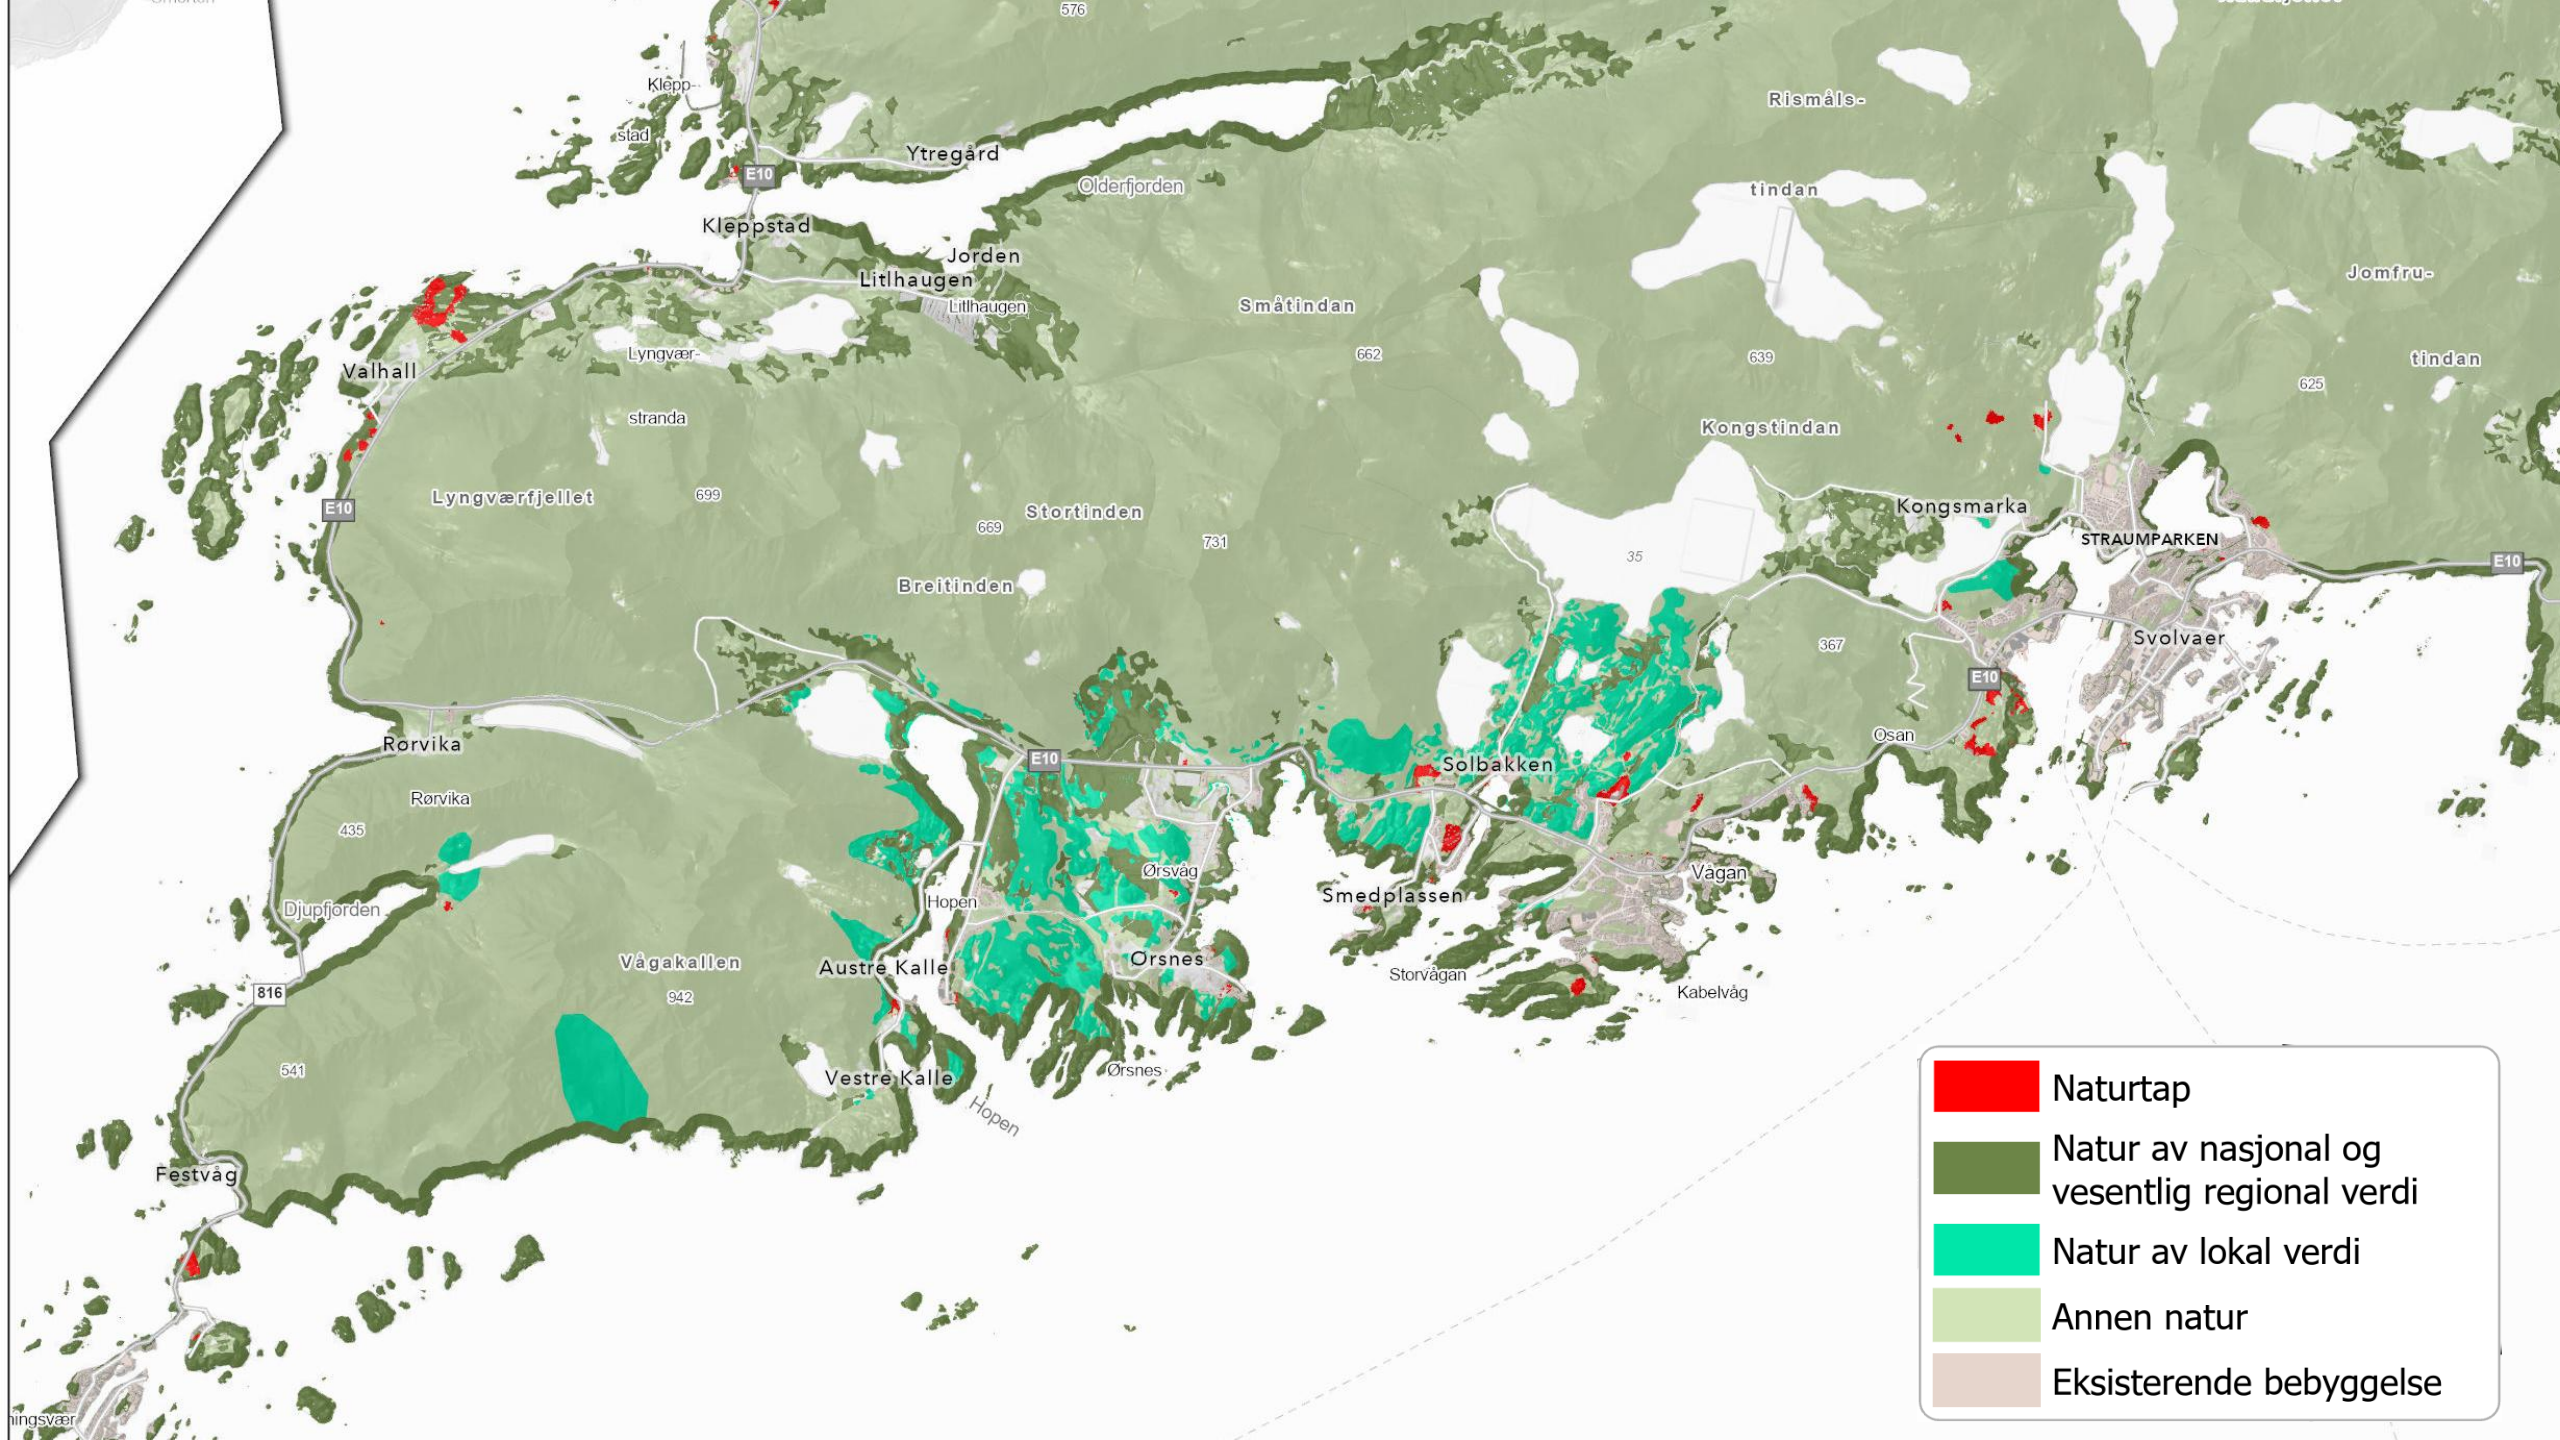 576
Klepp-
stad
Ytregård
E10
Olderfjorden
Rismåls-
tindan
Kleppstad
Jorden
Litlhaugen
Litlhaugen
Småtindan
Jomfru-
tindan
Lyngvær-
stranda
662
639
625
Valhall
Kongstindan
Lyngværfjellet
699
E10
Stortinden
669
731
Kongsmarka
STRAUMPARKEN
35
E10
Breitinden
367
Svolvaer
E10
Rørvika
Osan
E10
Solbakken
Rørvika
435
Ørsvåg
Vågan
Smedplassen
Hopen
Djupfjorden
Vågakallen
Austre Kalle
Ørsnes
Storvågan
816
942
Kabelvåg
541
Vestre Kalle
Ørsnes
Hopen
Festvåg
Naturtap
Natur av nasjonal og
vesentlig regional verdi
Natur av lokal verdi
Annen natur
Eksisterende bebyggelse